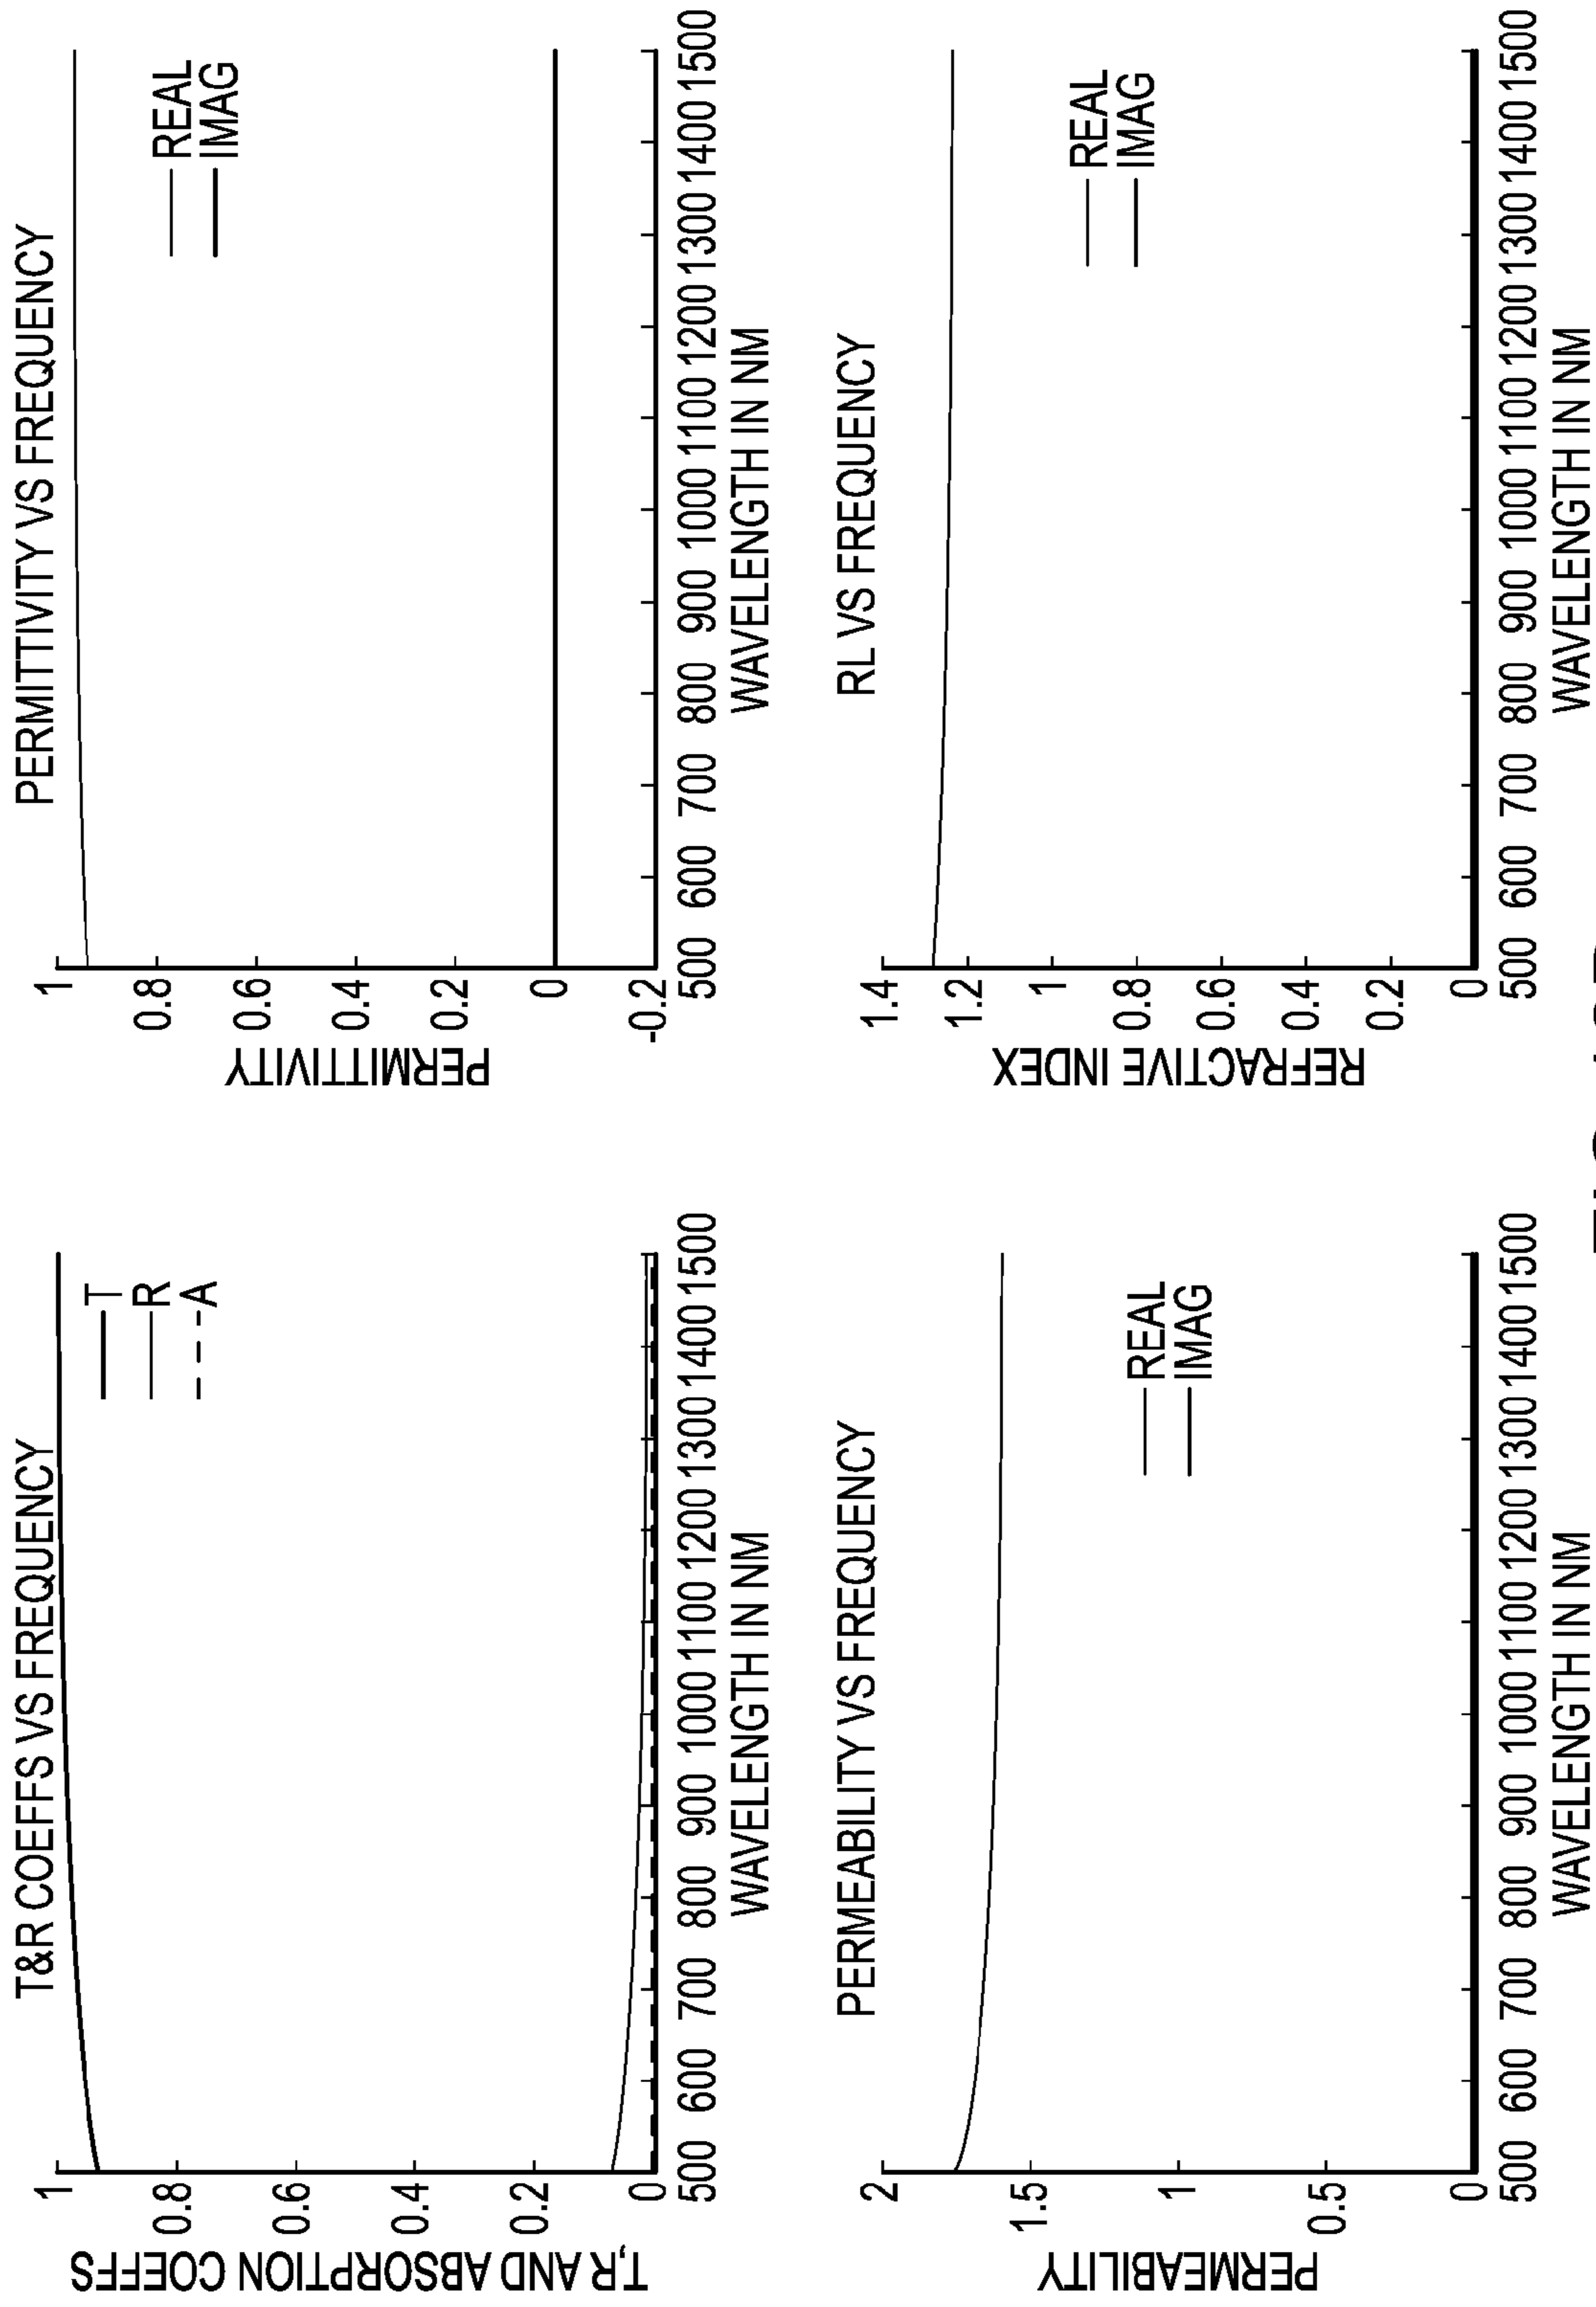 T&R COEFFS VS FREQUENCY
T,R AND ABSORPTION COEFFS
1
0.8
0.6
0.4
0.2
0
T
R
A
500 600 700 800 900 1000 1100 1200 1300 1400 1500
WAVELENGTH IN NM
PERMITTIVITY VS FREQUENCY
PERMITTIVITY
1
0.8
0.6
0.4
0.2
0
-0.2
REAL
IMAG
500 600 700 800 900 1000 1100 1200 1300 1400 1500
WAVELENGTH IN NM
PERMEABILITY VS FREQUENCY
PERMEABILITY
2
1.5
1
0.5
0
REAL
IMAG
500 600 700 800 900 1000 1100 1200 1300 1400 1500
WAVELENGTH IN NM
RL VS FREQUENCY
REFRACTIVE INDEX
1.4
1.2
1
0.8
0.6
0.4
0.2
0
REAL
IMAG
500 600 700 800 900 1000 1100 1200 1300 1400 1500
WAVELENGTH IN NM